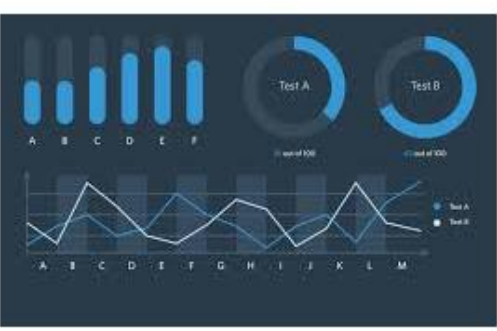 A B C D E F
Test A
Test B
out of 100
out of 100
Test A
Test B
A B C D E F G H I J K L M